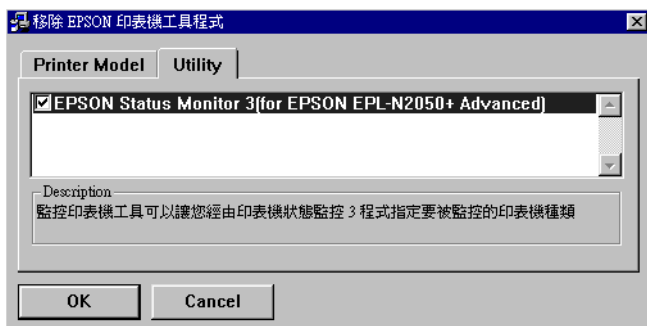 移除 EPSON 印表機工具程式
Printer Model
Utility
EPSON Status Monitor 3(for EPSON EPL-N2050+ Advanced)
Description
監控印表機工具可以讓您經由印表機狀態監控 3 程式指定要被監控的印表機種類
OK
Cancel